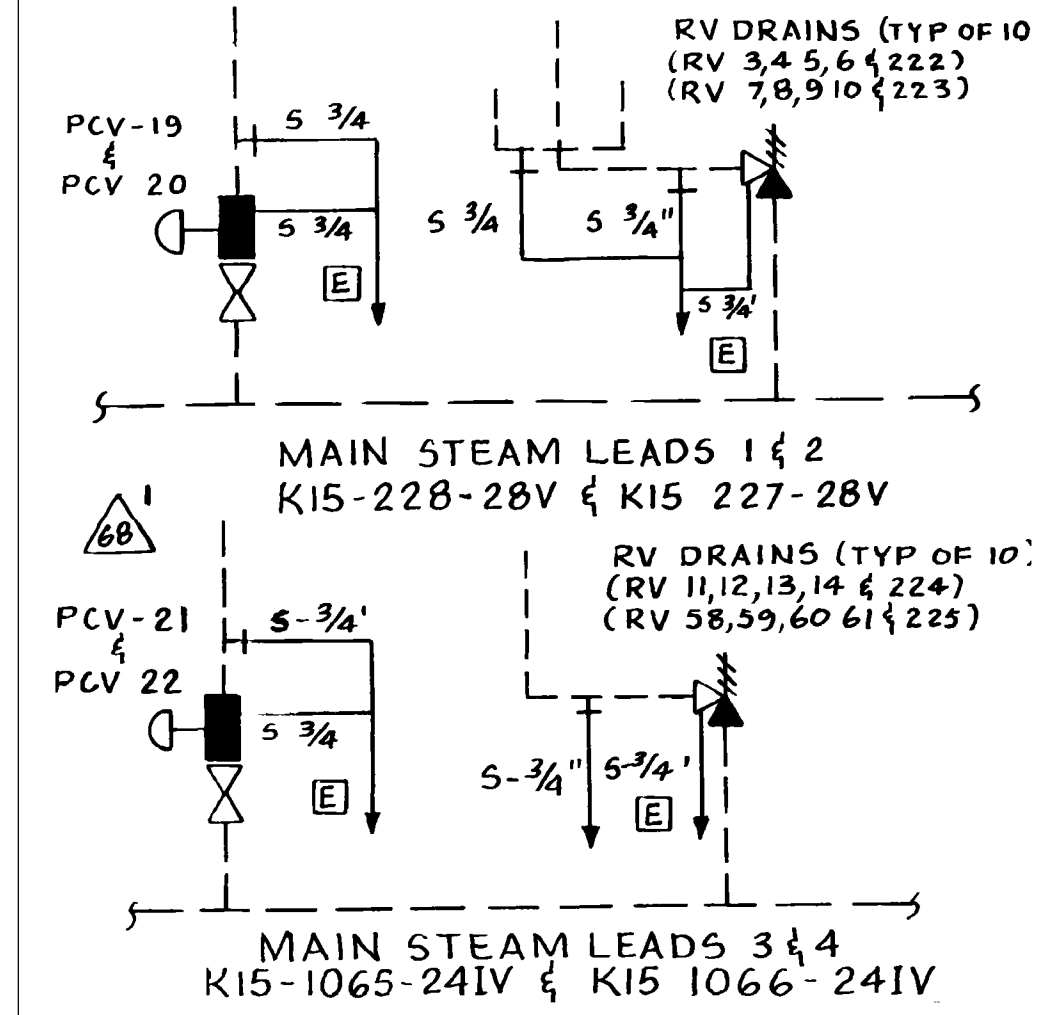 RV DRAINS (TYP OF 10
(RV 3,4 5,6 & 222)
(RV 7,8,9 10 & 223)
PCV-19
&
PCV 20
S 3/4
S 3/4
E
S 3/4
S 3/4"
S 3/4'
E
MAIN STEAM LEADS 1 & 2
K15-228-28V & K15 227-28V
68
1
RV DRAINS (TYP OF 10)
(RV 11,12,13,14 & 224)
(RV 58,59,60 61 & 225)
PCV-21
&
PCV 22
S-3/4'
S 3/4
E
S-3/4"
S-3/4'
E
MAIN STEAM LEADS 3 & 4
K15-1065-24IV & K15 1066-24IV